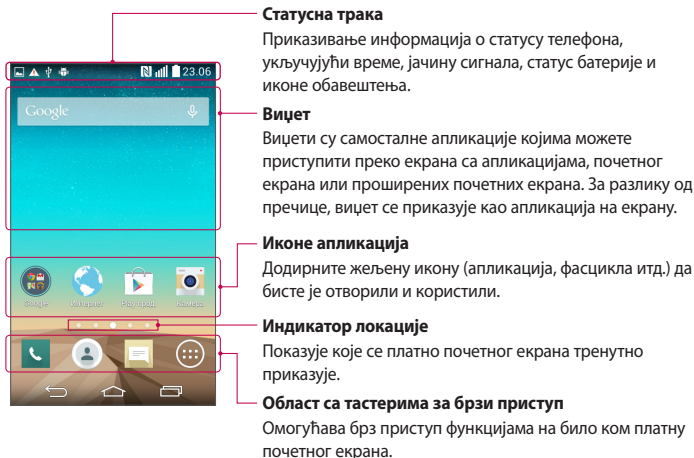 Статусна трака
Приказивање информација о статусу телефона,
укључујући време, јачину сигнала, статус батерије и
иконе обавештења.
23.06
Виџет
Google
Виџети су самосталне апликације којима можете
приступити преко екрана са апликацијама, почетног
екрана или проширених почетних екрана. За разлику од
пречице, виџет се приказује као апликација на екрану.
Иконе апликација
Додирните жељену икону (апликација, фасцикла итд.) да
бисте је отворили и користили.
Google Интернет Play прод. Камера
Индикатор локације
Показује које се платно почетног екрана тренутно
приказује.
Област са тастерима за брзи приступ
Омогућава брз приступ функцијама на било ком платну
почетног екрана.